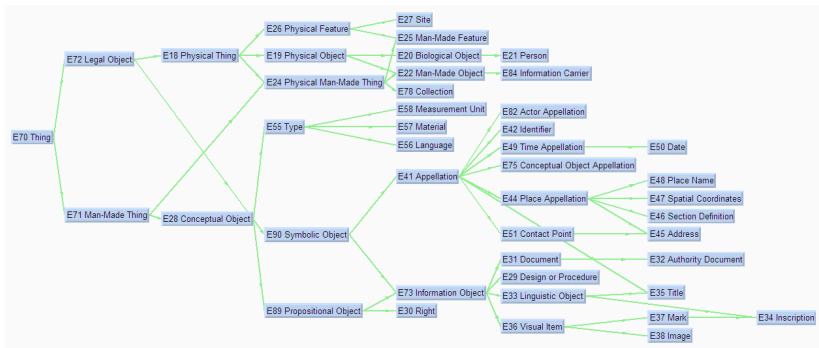 E70 Thing
E72 Legal Object
E71 Man-Made Thing
E18 Physical Thing
E28 Conceptual Object
E26 Physical Feature
E19 Physical Object
E24 Physical Man-Made Thing
E55 Type
E90 Symbolic Object
E89 Propositional Object
E27 Site
E25 Man-Made Feature
E20 Biological Object
E22 Man-Made Object
E78 Collection
E58 Measurement Unit
E57 Material
E56 Language
E41 Appellation
E73 Information Object
E30 Right
E21 Person
E84 Information Carrier
E82 Actor Appellation
E42 Identifier
E49 Time Appellation
E75 Conceptual Object Appellation
E44 Place Appellation
E51 Contact Point
E31 Document
E29 Design or Procedure
E33 Linguistic Object
E36 Visual Item
E50 Date
E48 Place Name
E47 Spatial Coordinates
E46 Section Definition
E45 Address
E32 Authority Document
E35 Title
E37 Mark
E38 Image
E34 Inscription